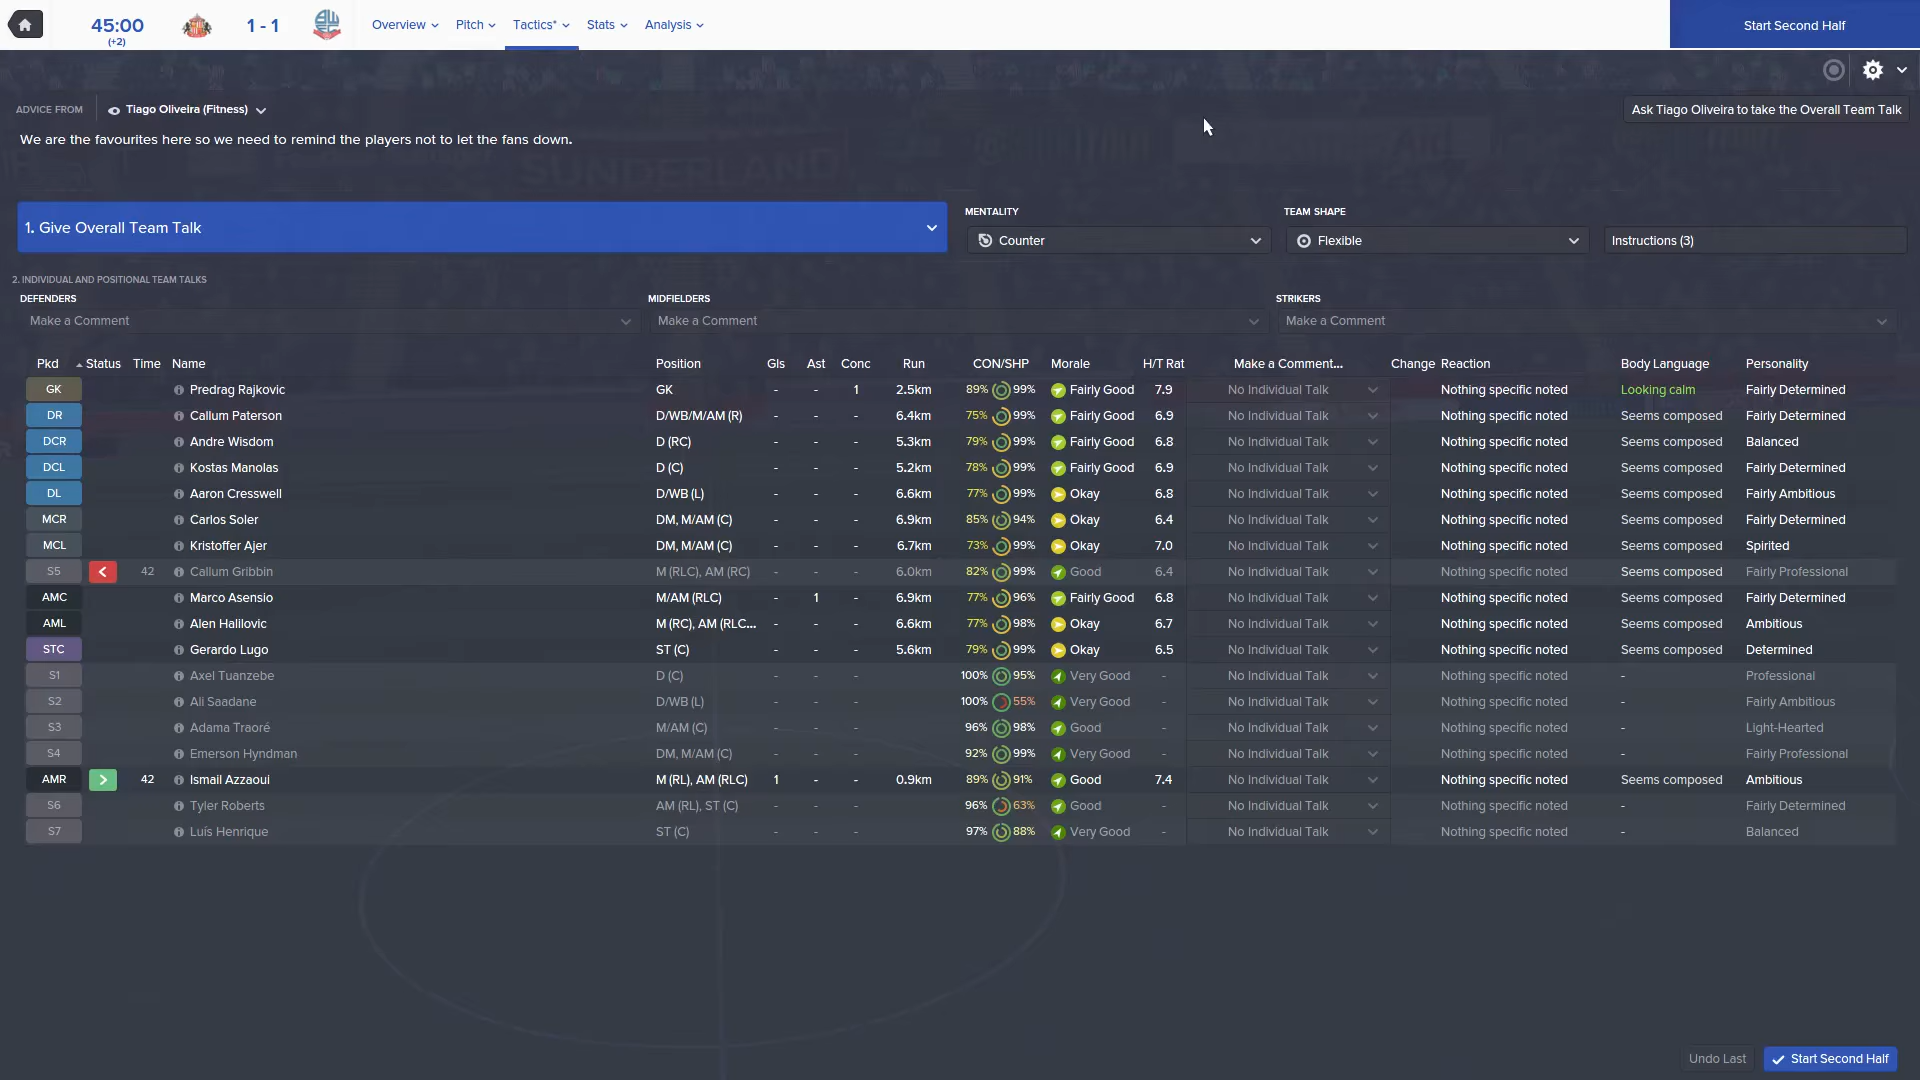 45:00
(+2)
1 - 1
Overview
Pitch
Tactics*
Stats
Analysis
Start Second Half
ADVICE FROM
Tiago Oliveira (Fitness)
Ask Tiago Oliveira to take the Overall Team Talk
We are the favourites here so we need to remind the players not to let the fans down.
SUNDERLAND
1. Give Overall Team Talk
MENTALITY
Counter
TEAM SHAPE
Flexible
Instructions (3)
2. INDIVIDUAL AND POSITIONAL TEAM TALKS
DEFENDERS
Make a Comment
MIDFIELDERS
Make a Comment
STRIKERS
Make a Comment
Pkd Status Time Name Position Gls Ast Conc Run CON/SHP Morale H/T Rat Make a Comment... Change Reaction Body Language Personality
GK Predrag Rajkovic GK - - 1 2.5km 89% 99% Fairly Good 7.9 No Individual Talk Nothing specific noted Looking calm Fairly Determined
DR Callum Paterson D/WB/M/AM (R) - - - 6.4km 75% 99% Fairly Good 6.9 No Individual Talk Nothing specific noted Seems composed Fairly Determined
DCR Andre Wisdom D (RC) - - - 5.3km 79% 99% Fairly Good 6.8 No Individual Talk Nothing specific noted Seems composed Balanced
DCL Kostas Manolas D (C) - - - 5.2km 78% 99% Fairly Good 6.9 No Individual Talk Nothing specific noted Seems composed Fairly Determined
DL Aaron Cresswell D/WB (L) - - - 6.6km 77% 99% Okay 6.8 No Individual Talk Nothing specific noted Seems composed Fairly Ambitious
MCR Carlos Soler DM, M/AM (C) - - - 6.9km 85% 94% Okay 6.4 No Individual Talk Nothing specific noted Seems composed Fairly Determined
MCL Kristoffer Ajer DM, M/AM (C) - - - 6.7km 73% 99% Okay 7.0 No Individual Talk Nothing specific noted Seems composed Spirited
S5 42 Callum Gribbin M (RLC), AM (RC) - - - 6.0km 82% 99% Good 6.4 No Individual Talk Nothing specific noted Seems composed Fairly Professional
AMC Marco Asensio M/AM (RLC) - 1 - 6.9km 77% 96% Fairly Good 6.8 No Individual Talk Nothing specific noted Seems composed Fairly Determined
AML Alen Halilovic M (RC), AM (RLC... - - - 6.6km 77% 98% Okay 6.7 No Individual Talk Nothing specific noted Seems composed Ambitious
STC Gerardo Lugo ST (C) - - - 5.6km 79% 99% Okay 6.5 No Individual Talk Nothing specific noted Seems composed Determined
S1 Axel Tuanzebe D (C) - - - 100% 95% Very Good - No Individual Talk Nothing specific noted - Professional
S2 Ali Saadane D/WB (L) - - - 100% 55% Very Good - No Individual Talk Nothing specific noted - Fairly Ambitious
S3 Adama Traoré M/AM (C) - - - 96% 98% Good - No Individual Talk Nothing specific noted - Light-Hearted
S4 Emerson Hyndman DM, M/AM (C) - - - 92% 99% Very Good - No Individual Talk Nothing specific noted - Fairly Professional
AMR 42 Ismail Azzaoui M (RL), AM (RLC) 1 - - 0.9km 89% 91% Good 7.4 No Individual Talk Nothing specific noted Seems composed Ambitious
S6 Tyler Roberts AM (RL), ST (C) - - - 96% 63% Good - No Individual Talk Nothing specific noted - Fairly Determined
S7 Luís Henrique ST (C) - - - 97% 88% Very Good - No Individual Talk Nothing specific noted - Balanced
Undo Last
Start Second Half